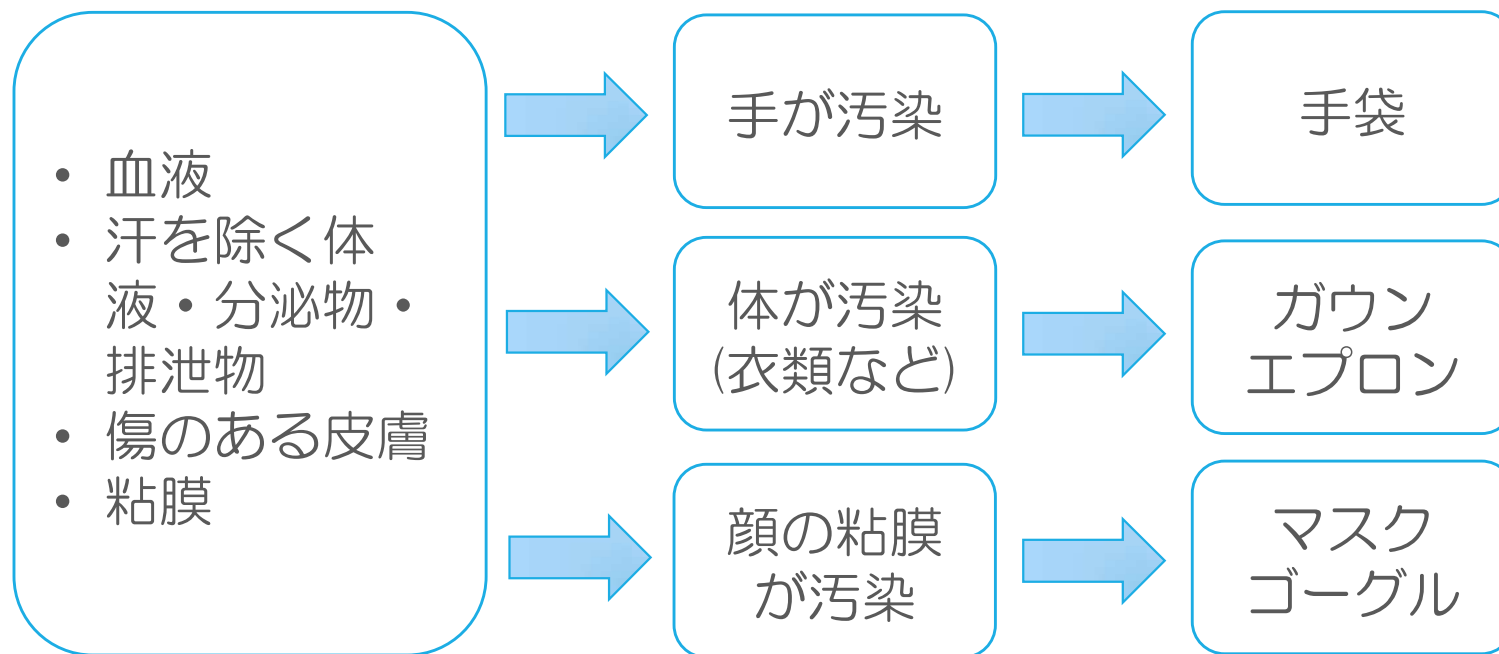 • 血液
• 汗を除く体
液・分泌物・
排泄物
• 傷のある皮膚
• 粘膜
手が汚染
手袋
体が汚染
(衣類など)
ガウン
エプロン
顔の粘膜
が汚染
マスク
ゴーグル